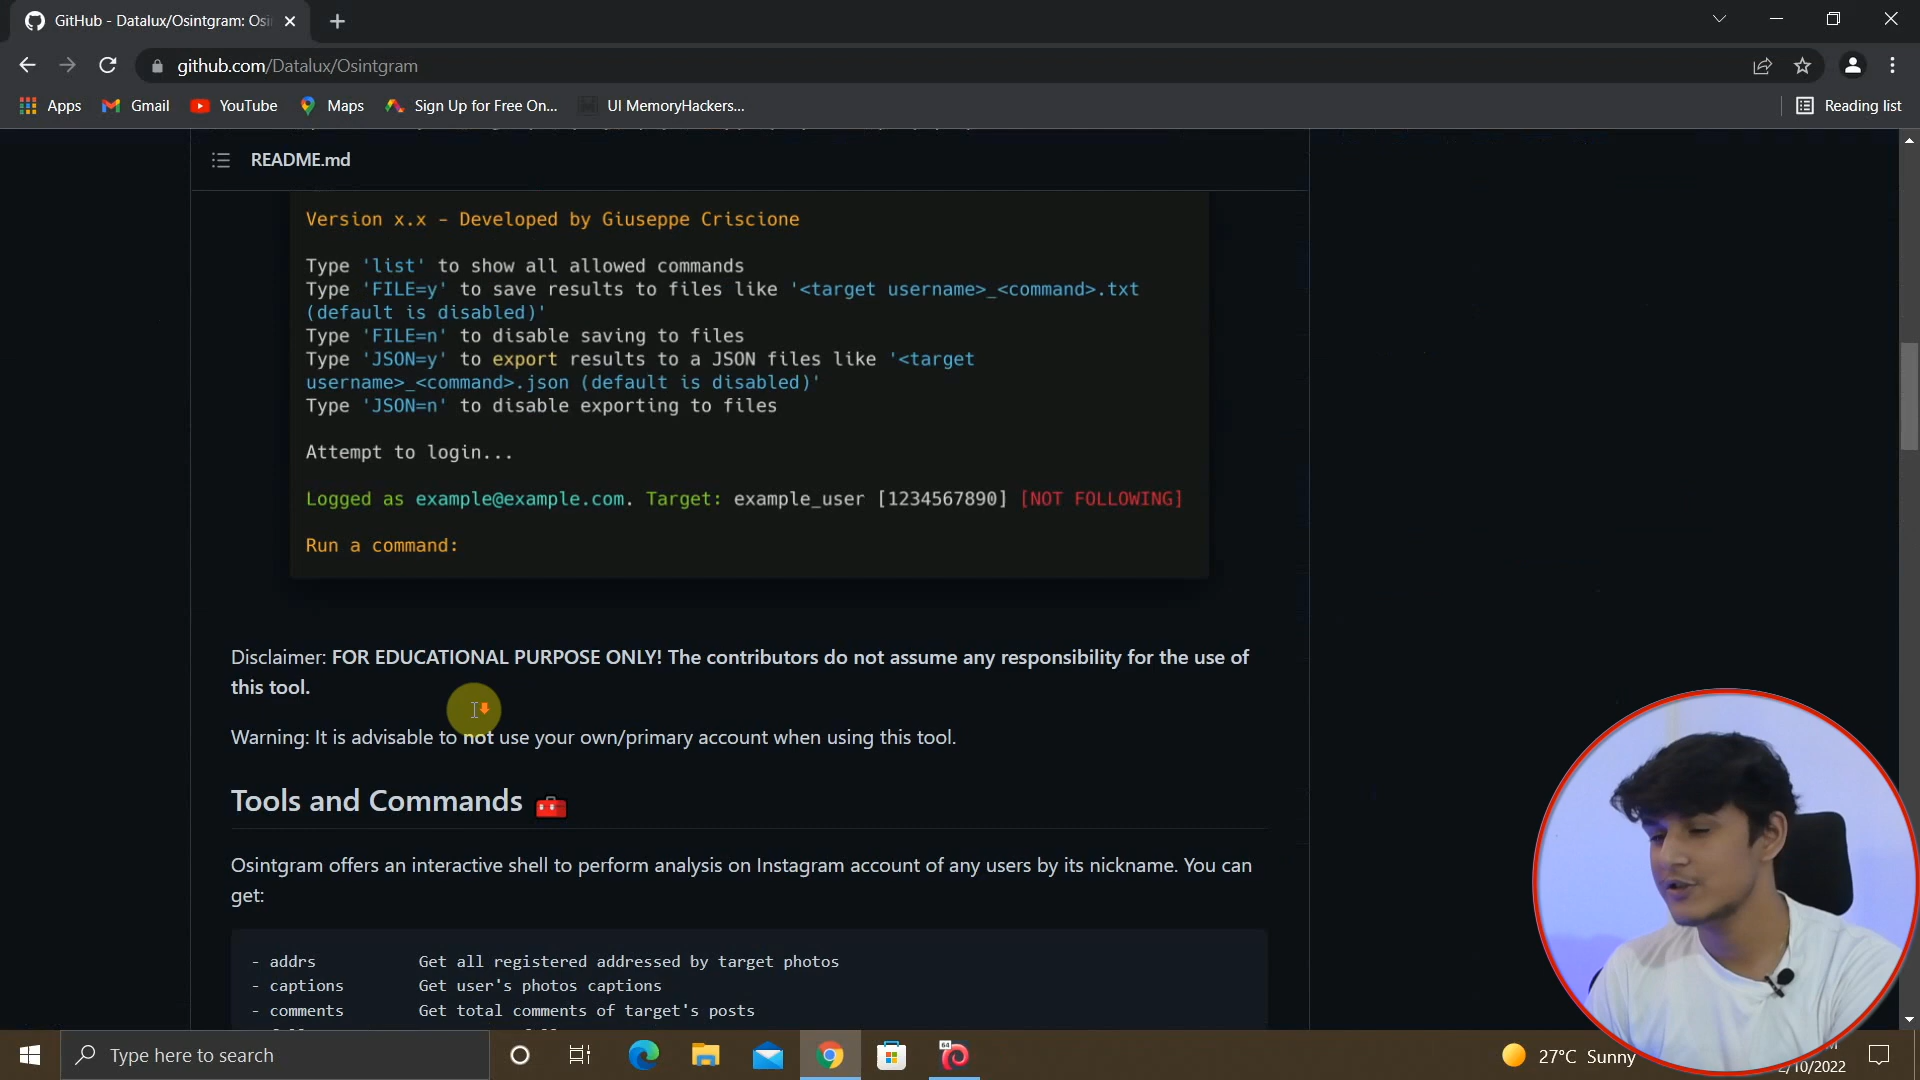 GitHub - Datalux/Osintgram: Osi
github.com/Datalux/Osintgram
Apps
Gmail
YouTube
Maps
Sign Up for Free On...
UI MemoryHackers...
Reading list
README.md
Version x.x - Developed by Giuseppe Criscione
Type 'list' to show all allowed commands
Type 'FILE=y' to save results to files like '<target username>_<command>.txt
(default is disabled)'
Type 'FILE=n' to disable saving to files
Type 'JSON=y' to export results to a JSON files like '<target
username>_<command>.json (default is disabled)'
Type 'JSON=n' to disable exporting to files
Attempt to login...
Logged as example@example.com. Target: example_user [1234567890] [NOT FOLLOWING]
Run a command:
Disclaimer: FOR EDUCATIONAL PURPOSE ONLY! The contributors do not assume any responsibility for the use of
this tool.
Warning: It is advisable to not use your own/primary account when using this tool.
Tools and Commands
Osintgram offers an interactive shell to perform analysis on Instagram account of any users by its nickname. You can
get:
- addrs Get all registered addressed by target photos
- captions Get user's photos captions
- comments Get total comments of target's posts
Type here to search
64
27°C Sunny
2/10/2022